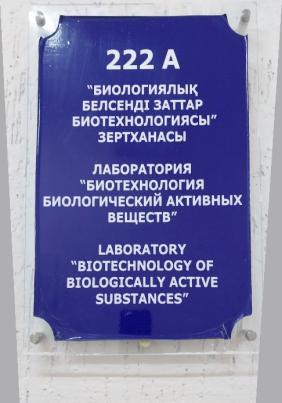 222 А
“БИОЛОГИЯЛЫҚ
БЕЛСЕНДІ ЗАТТАР
БИОТЕХНОЛОГИЯСЫ”
ЗЕРТХАНАСЫ
ЛАБОРАТОРИЯ
“БИОТЕХНОЛОГИЯ
БИОЛОГИЧЕСКИЙ АКТИВНЫХ
ВЕЩЕСТВ”
LABORATORY
“BIOTECHNOLOGY OF
BIOLOGICALLY ACTIVE
SUBSTANCES”